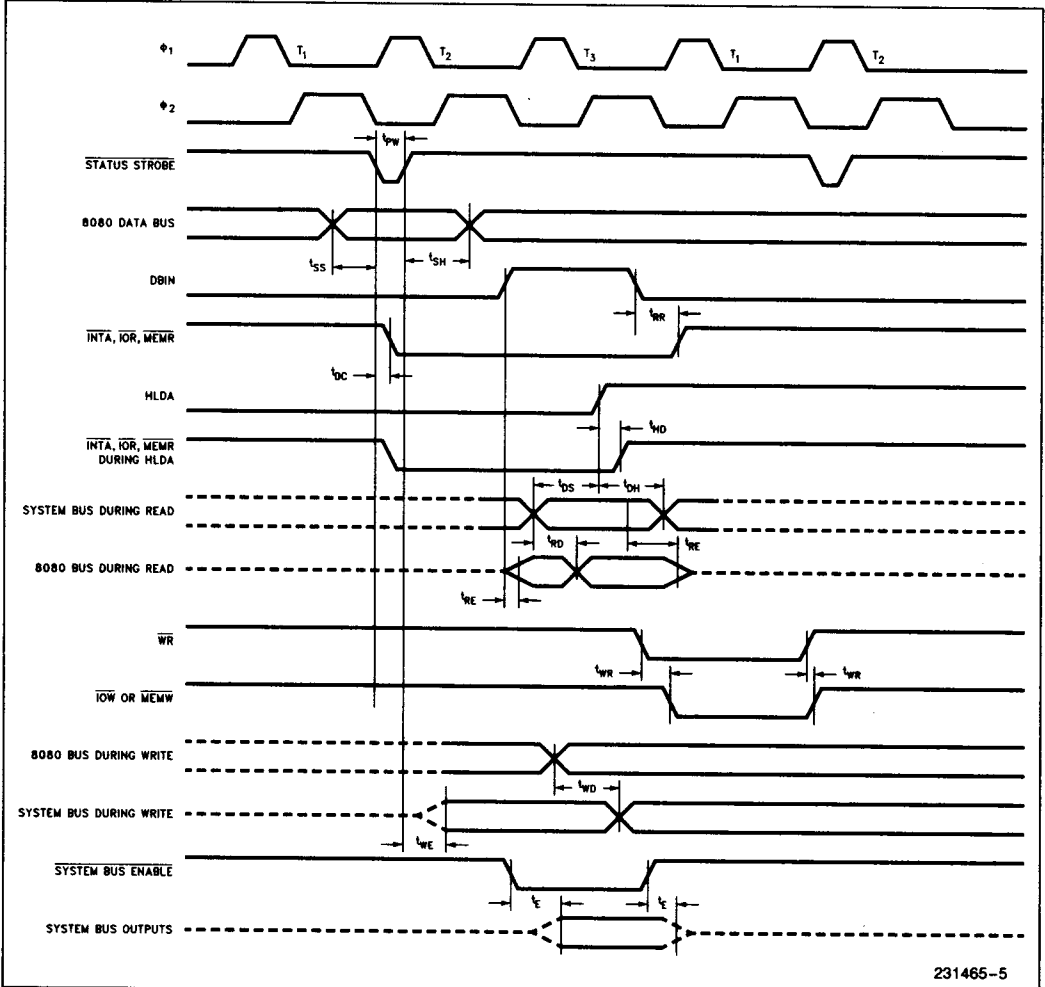 ϕ1 T1 T2 T3 T1 T2
ϕ2
tPW
STATUS STROBE
8080 DATA BUS
tSS tSH
DBIN
tRR
INTA, IOR, MEMR
tDC
HLDA
tHD
INTA, IOR, MEMR
DURING HLDA
tDS tDH
SYSTEM BUS DURING READ
tRD tRE
8080 BUS DURING READ
tRE
WR
tWR tWR
IOW OR MEMW
8080 BUS DURING WRITE
tWD
SYSTEM BUS DURING WRITE
tWE
SYSTEM BUS ENABLE
tE tE
SYSTEM BUS OUTPUTS
231465-5